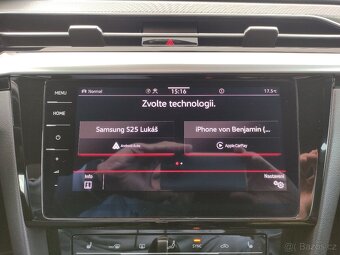 MENU
Normal
15:16
17.5°C
HOME
Zvolte technologii.
Samsung S25 Lukáš
iPhone von Benjamin (...
Android Auto
Apple CarPlay
Info
Nastavení